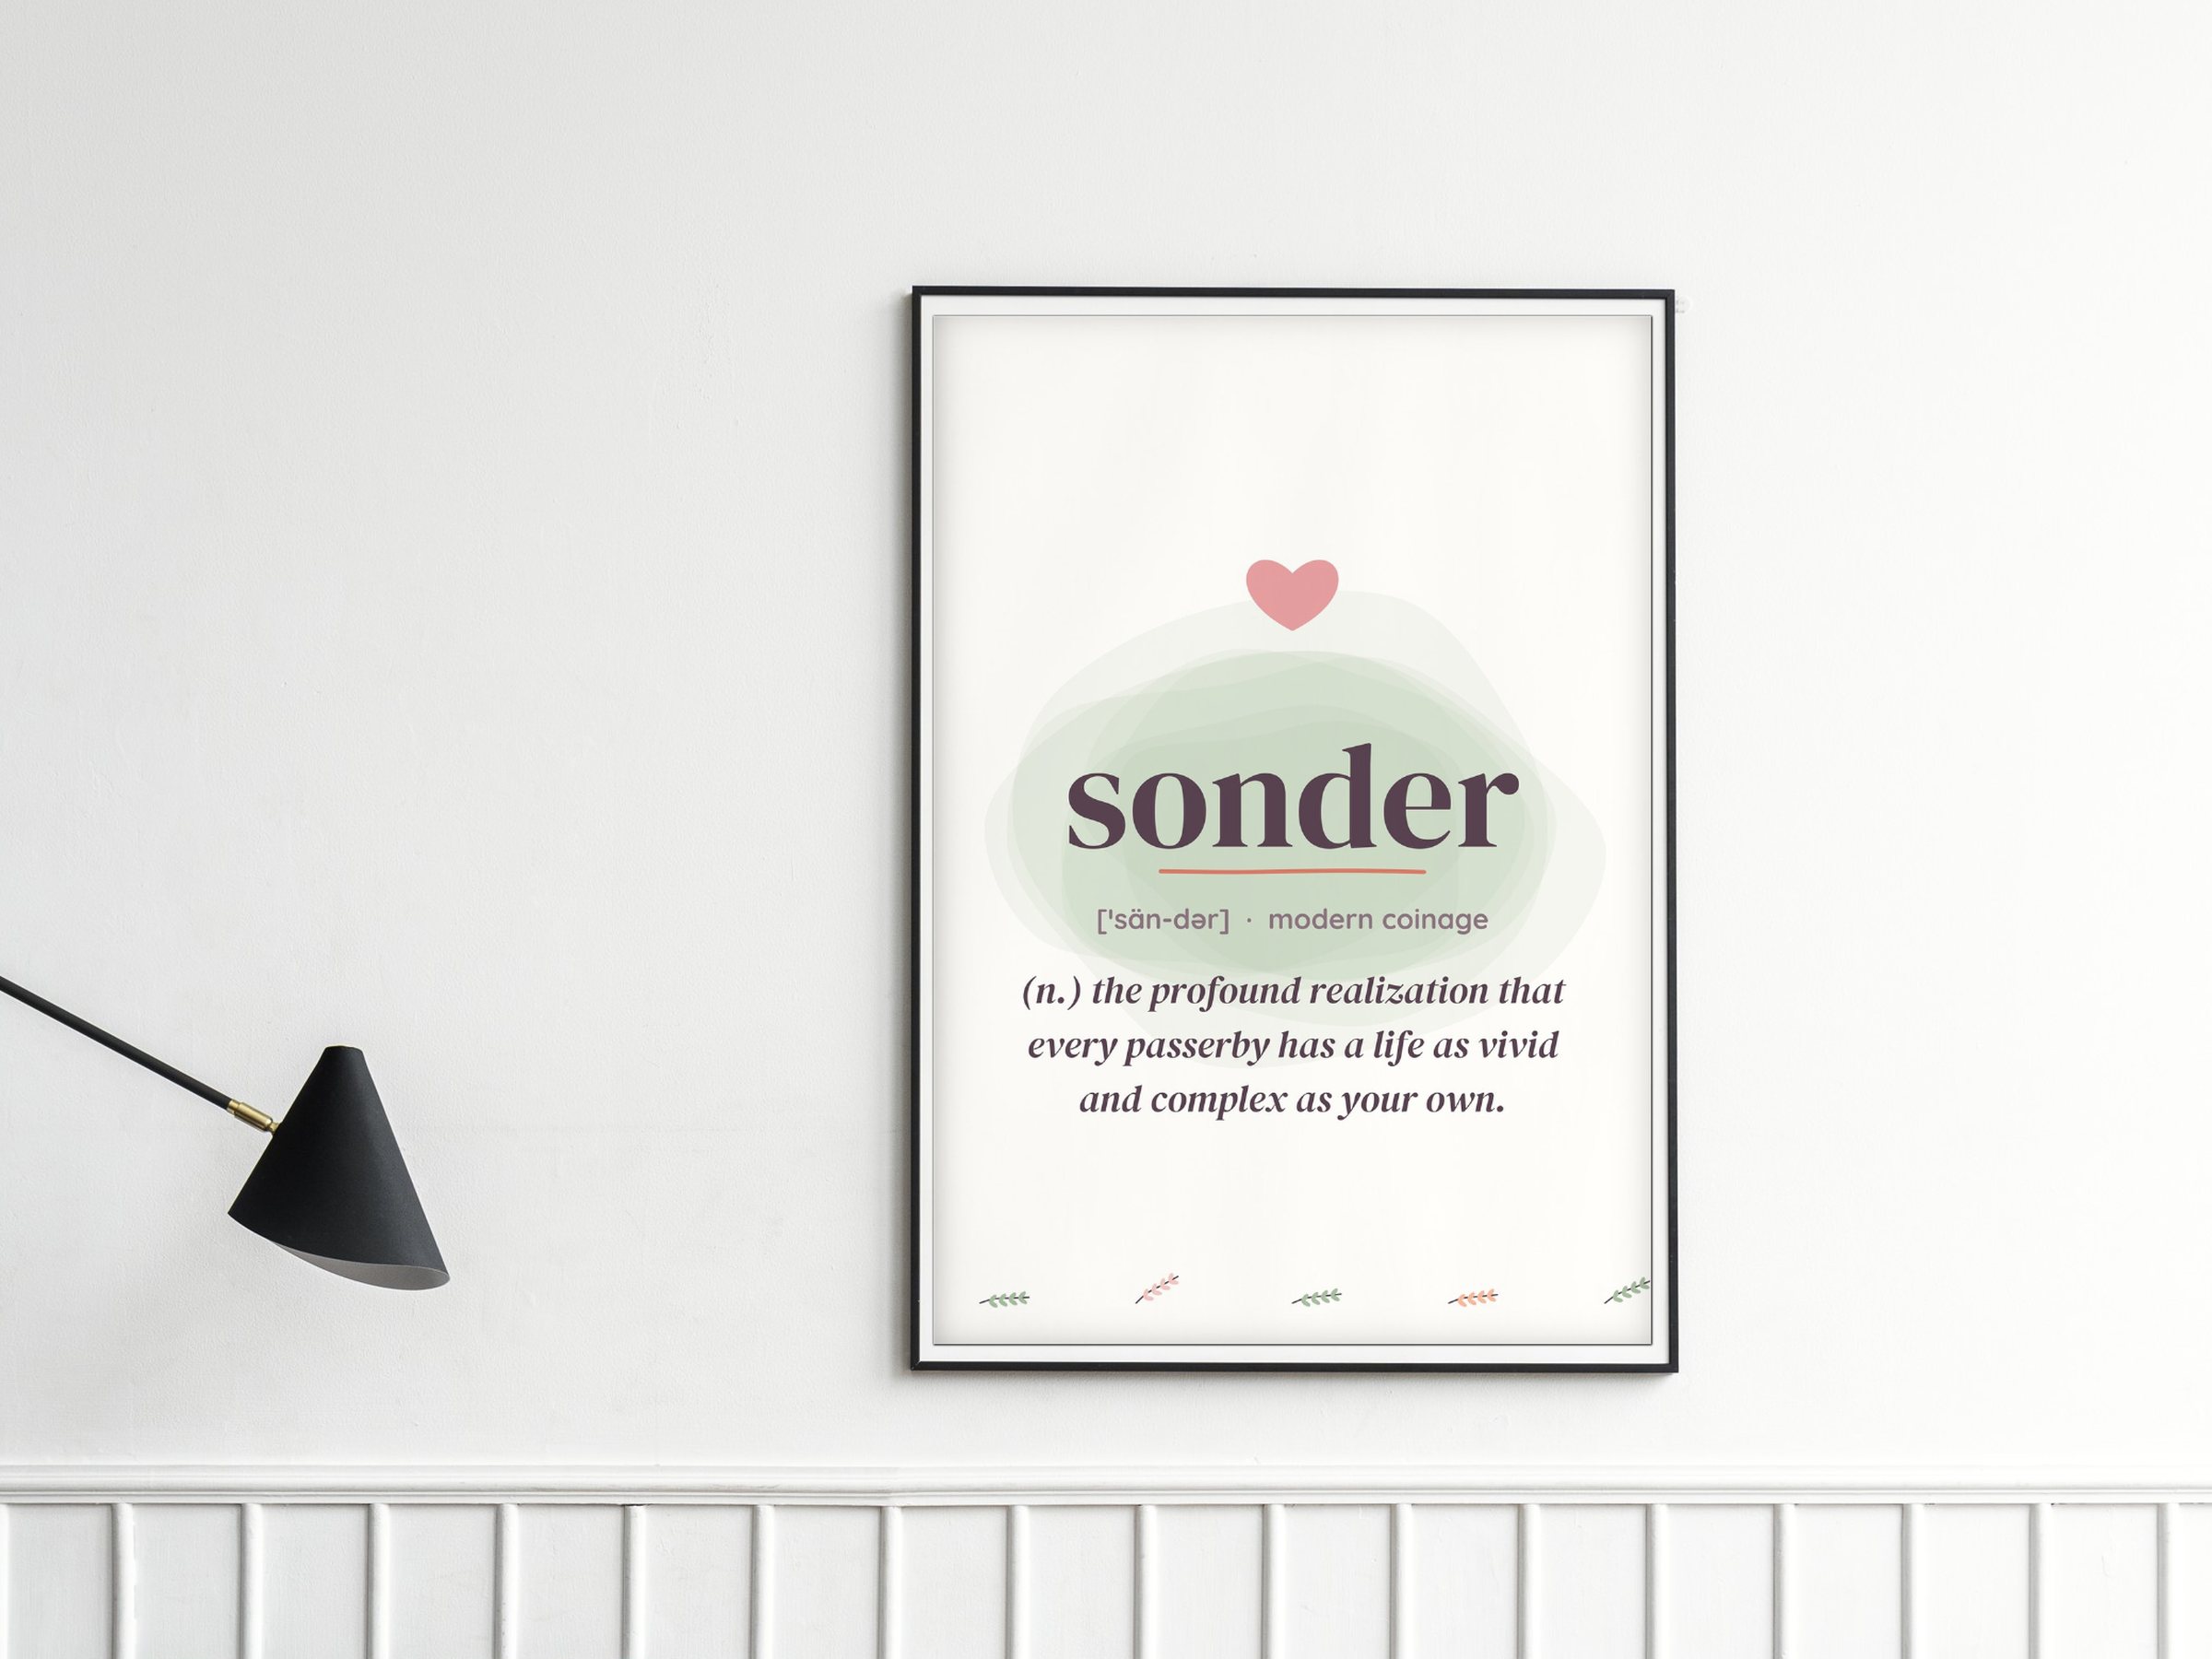 sonder
[ˈsän-dər] · modern coinage
(n.) the profound realization that
every passerby has a life as vivid
and complex as your own.